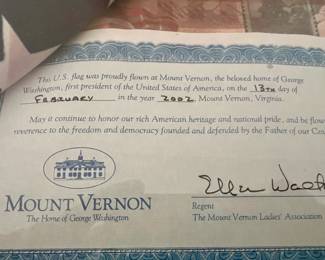 This U.S. flag was proudly flown at Mount Vernon, the beloved home of George
Washington, first president of the United States of America, on the 13TH day of
FEBRUARY in the year 2002, Mount Vernon, Virginia.
May it continue to honor our rich American heritage and national pride, and be flow
reverence to the freedom and democracy founded and defended by the Father of our Cou
MOUNT VERNON
The Home of George Washington
Ellen
Regent
The Mount Vernon Ladies' Association